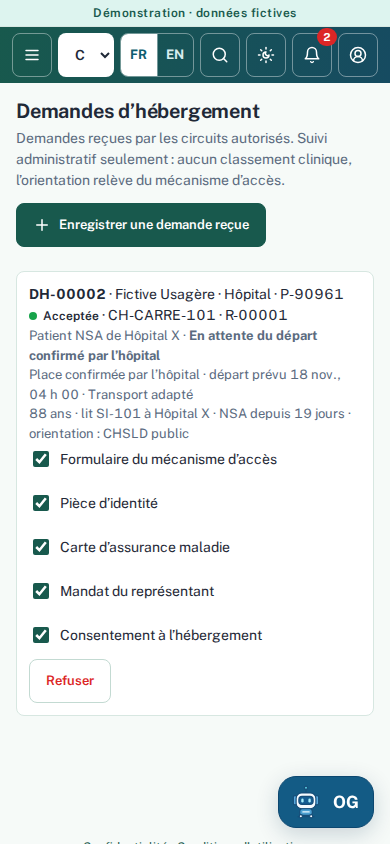 Démonstration · données fictives
C
FR
EN
2
Demandes d’hébergement
Demandes reçues par les circuits autorisés. Suivi
administratif seulement : aucun classement clinique,
l’orientation relève du mécanisme d’accès.
Enregistrer une demande reçue
DH-00002 · Fictive Usagère · Hôpital · P-90961
Acceptée · CH-CARRE-101 · R-00001
Patient NSA de Hôpital X · En attente du départ
confirmé par l’hôpital
Place confirmée par l’hôpital · départ prévu 18 nov.,
04 h 00 · Transport adapté
88 ans · lit SI-101 à Hôpital X · NSA depuis 19 jours ·
orientation : CHSLD public
Formulaire du mécanisme d’accès
Pièce d’identité
Carte d’assurance maladie
Mandat du représentant
Consentement à l’hébergement
Refuser
OG